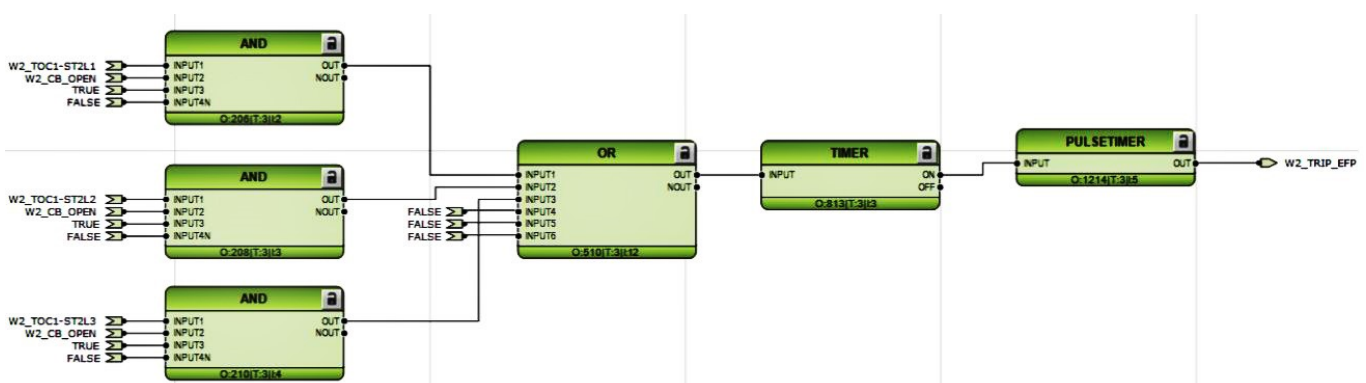 AND
W2_TOC1-ST2L1 INPUT1 OUT
W2_CB_OPEN INPUT2 NOUT
TRUE INPUT3
FALSE INPUT4N
O:206|T:3|I:2
AND
W2_TOC1-ST2L2 INPUT1 OUT
W2_CB_OPEN INPUT2 NOUT
TRUE INPUT3
FALSE INPUT4N
O:208|T:3|I:3
AND
W2_TOC1-ST2L3 INPUT1 OUT
W2_CB_OPEN INPUT2 NOUT
TRUE INPUT3
FALSE INPUT4N
O:210|T:3|I:4
OR
INPUT1 OUT
INPUT2 NOUT
INPUT3
FALSE INPUT4
FALSE INPUT5
FALSE INPUT6
O:510|T:3|I:12
TIMER
INPUT ON
OFF
O:813|T:3|I:3
PULSETIMER
INPUT OUT
O:1214|T:3|I:5
W2_TRIP_EFP